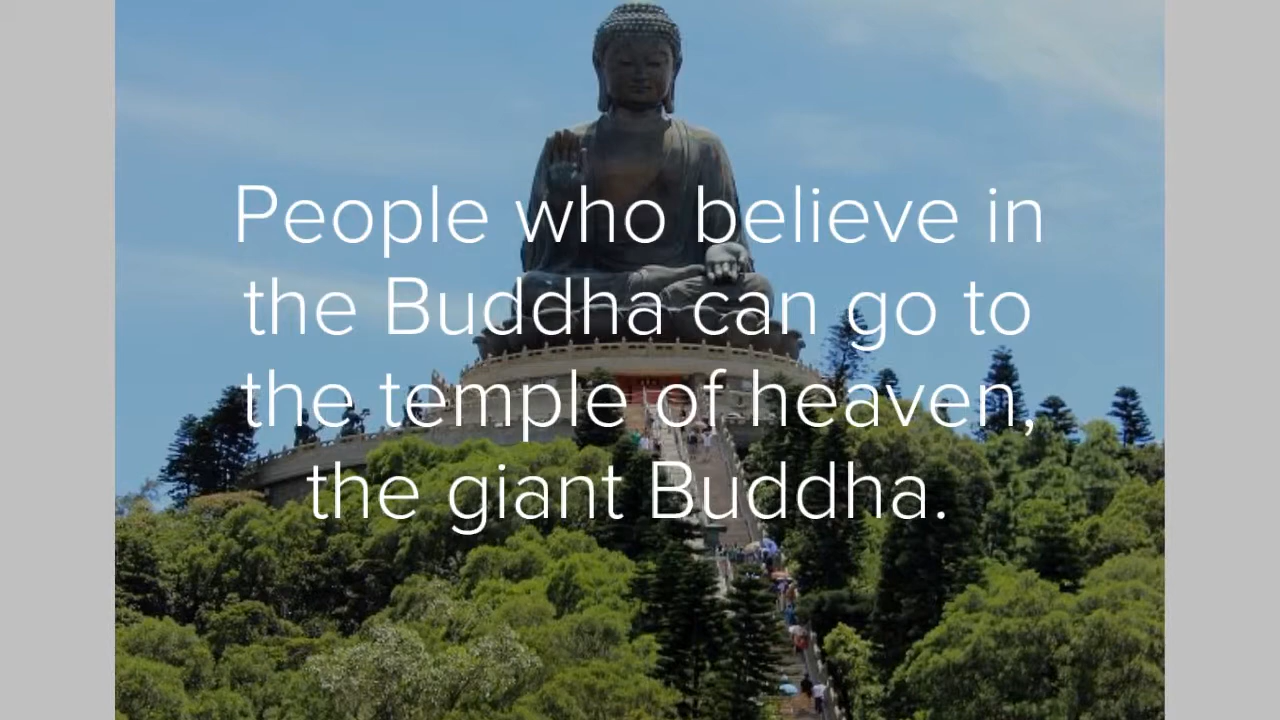 People who believe in
the Buddha can go to
the temple of heaven,
the giant Buddha.